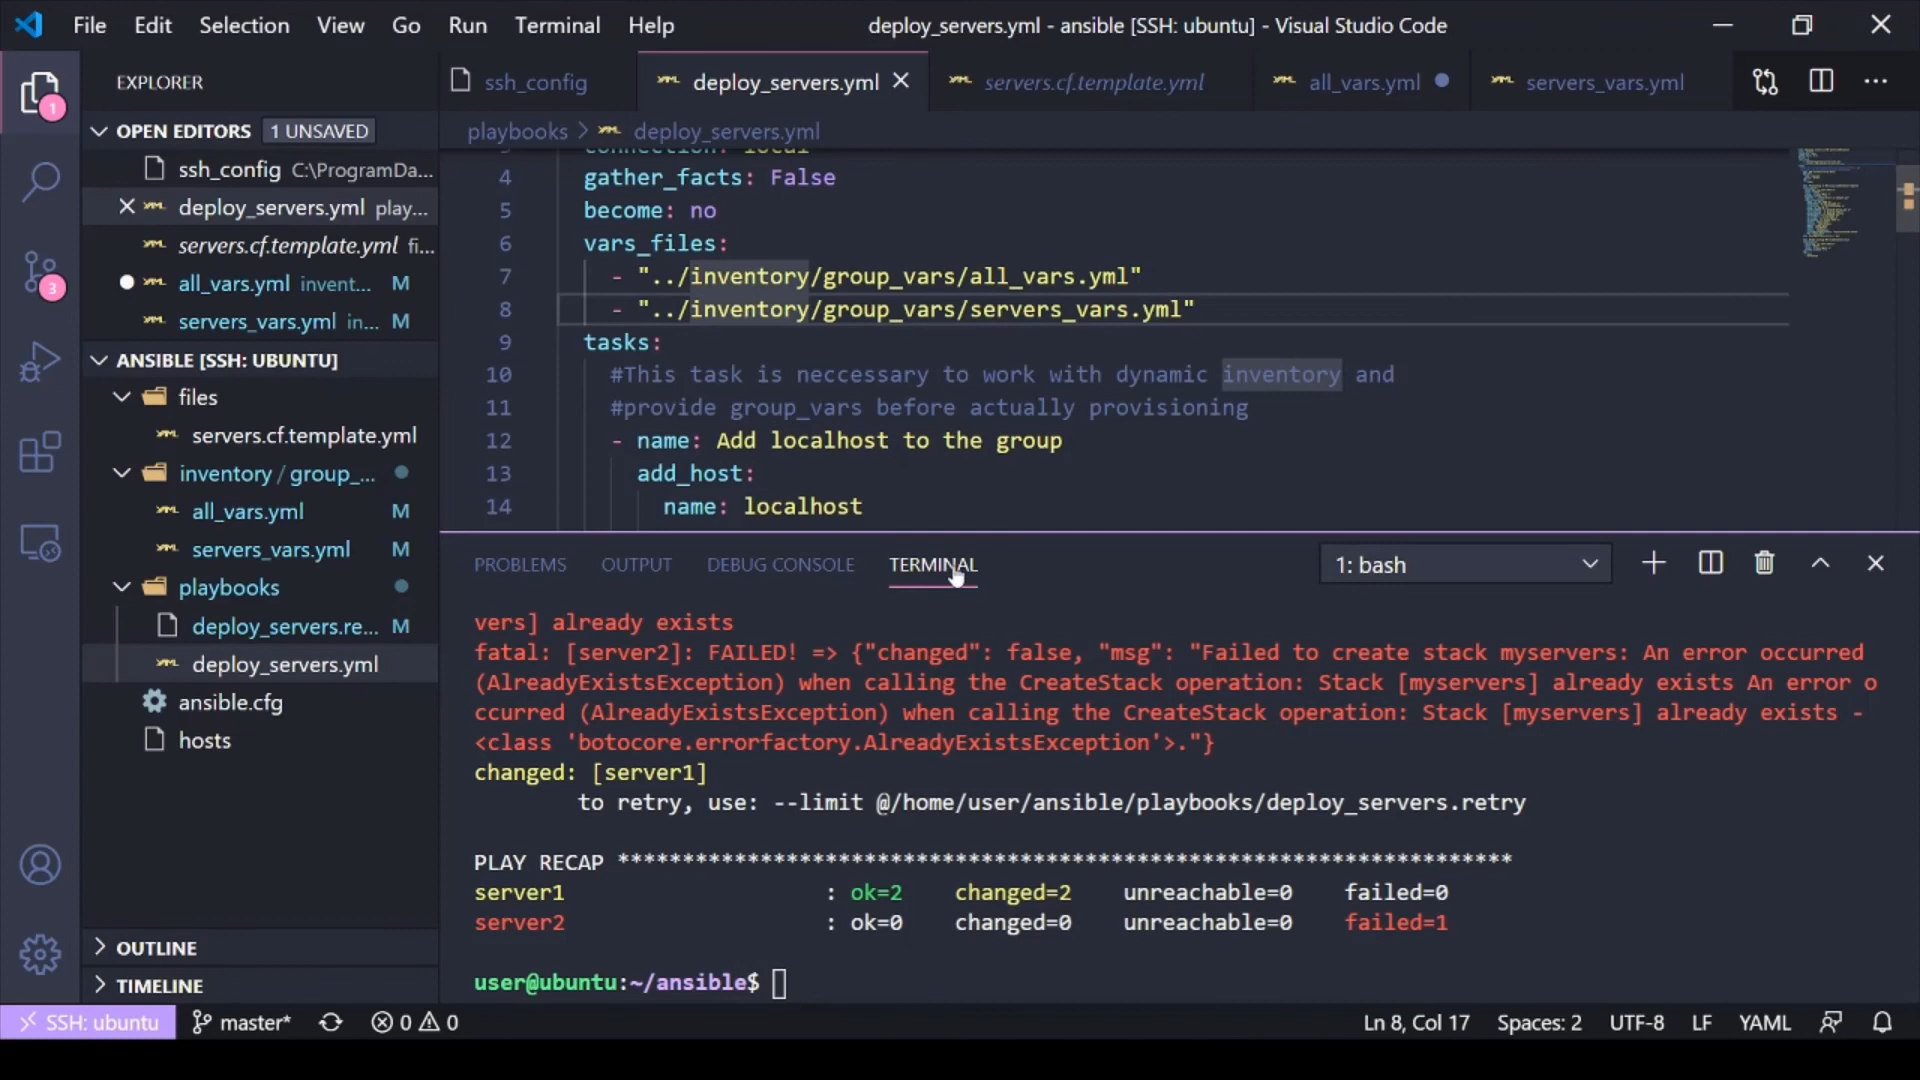 File Edit Selection View Go Run Terminal Help
deploy_servers.yml - ansible [SSH: ubuntu] - Visual Studio Code
EXPLORER
ssh_config
deploy_servers.yml
servers.cf.template.yml
all_vars.yml
servers_vars.yml
1
OPEN EDITORS 1 UNSAVED
ssh_config C:\ProgramDa...
deploy_servers.yml play...
servers.cf.template.yml fi...
all_vars.yml invent... M
servers_vars.yml in... M
3
ANSIBLE [SSH: UBUNTU]
files
servers.cf.template.yml
inventory / group_...
all_vars.yml M
servers_vars.yml M
playbooks
deploy_servers.re... M
deploy_servers.yml
ansible.cfg
hosts
OUTLINE
TIMELINE
playbooks > deploy_servers.yml
connection: local
4 gather_facts: False
5 become: no
6 vars_files:
7 - "../inventory/group_vars/all_vars.yml"
8 - "../inventory/group_vars/servers_vars.yml"
9 tasks:
10 #This task is neccessary to work with dynamic inventory and
11 #provide group_vars before actually provisioning
12 - name: Add localhost to the group
13 add_host:
14 name: localhost
PROBLEMS OUTPUT DEBUG CONSOLE TERMINAL
1: bash
vers] already exists
fatal: [server2]: FAILED! => {"changed": false, "msg": "Failed to create stack myservers: An error occurred
(AlreadyExistsException) when calling the CreateStack operation: Stack [myservers] already exists An error o
ccurred (AlreadyExistsException) when calling the CreateStack operation: Stack [myservers] already exists -
<class 'botocore.errorfactory.AlreadyExistsException'>."}
changed: [server1]
to retry, use: --limit @/home/user/ansible/playbooks/deploy_servers.retry
PLAY RECAP *********************************************************************
server1 : ok=2 changed=2 unreachable=0 failed=0
server2 : ok=0 changed=0 unreachable=0 failed=1
user@ubuntu:~/ansible$
SSH: ubuntu master* 0 0
Ln 8, Col 17 Spaces: 2 UTF-8 LF YAML